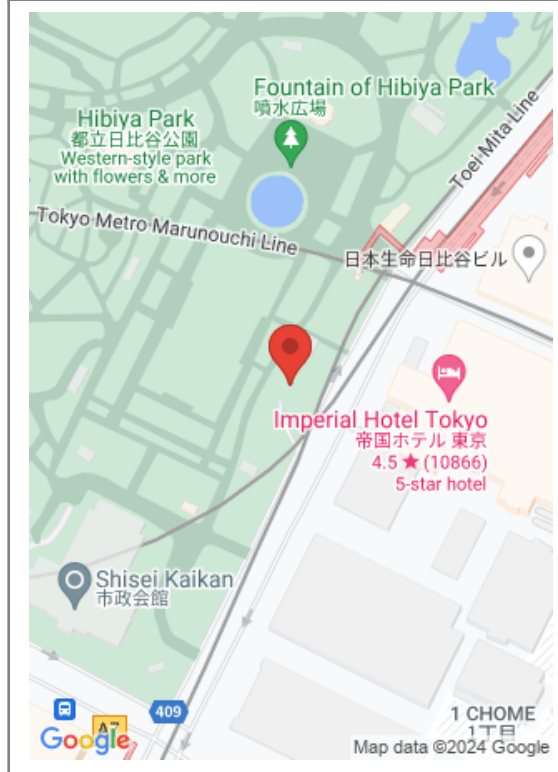 Fountain of Hibiya Park
噴水広場
Hibiya Park
都立日比谷公園
Western-style park
with flowers & more
Toei Mita Line
Tokyo Metro Marunouchi Line
日本生命日比谷ビル
Imperial Hotel Tokyo
帝国ホテル 東京
4.5 ★ (10866)
5-star hotel
Shisei Kaikan
市政会館
409
A7
1 CHOME
1丁目
Google
Map data ©2024 Google